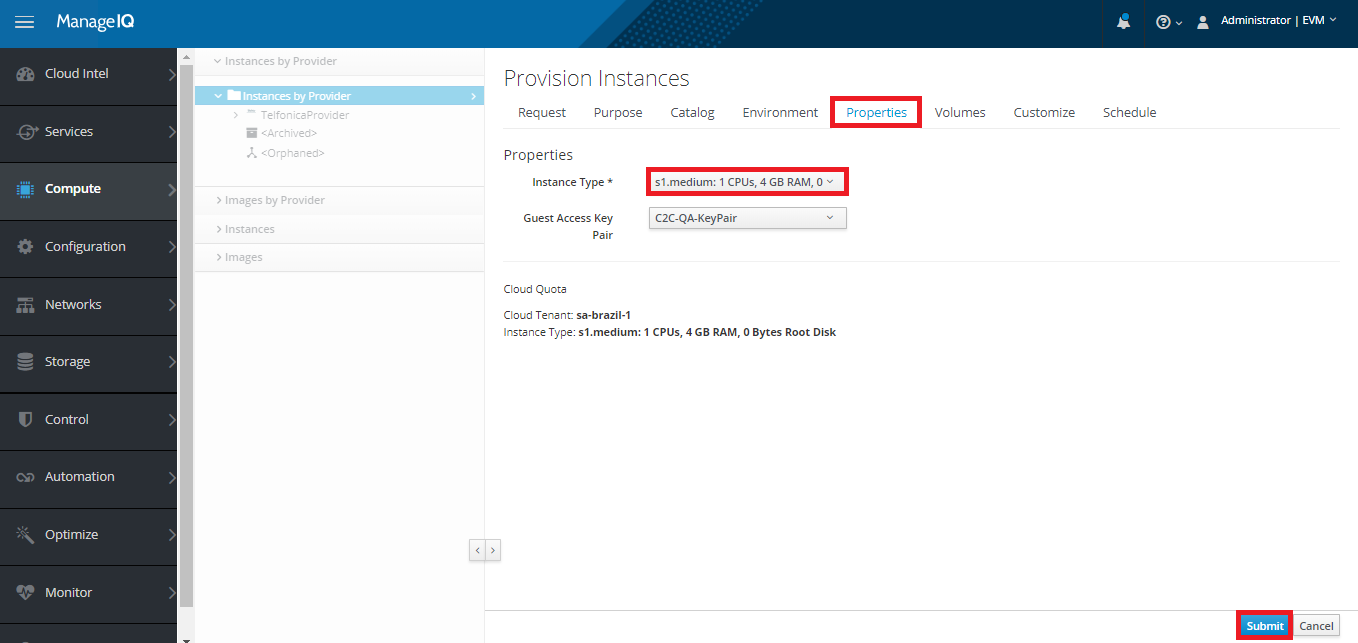 ManageIQ
Administrator | EVM
Cloud Intel
Services
Compute
Configuration
Networks
Storage
Control
Automation
Optimize
Monitor
Instances by Provider
Instances by Provider
TelfonicaProvider
<Archived>
<Orphaned>
Images by Provider
Instances
Images
Provision Instances
Request Purpose Catalog Environment Properties Volumes Customize Schedule
Properties
Instance Type * s1.medium: 1 CPUs, 4 GB RAM, 0
Guest Access Key C2C-QA-KeyPair
Pair
Cloud Quota
Cloud Tenant: sa-brazil-1
Instance Type: s1.medium: 1 CPUs, 4 GB RAM, 0 Bytes Root Disk
Submit Cancel